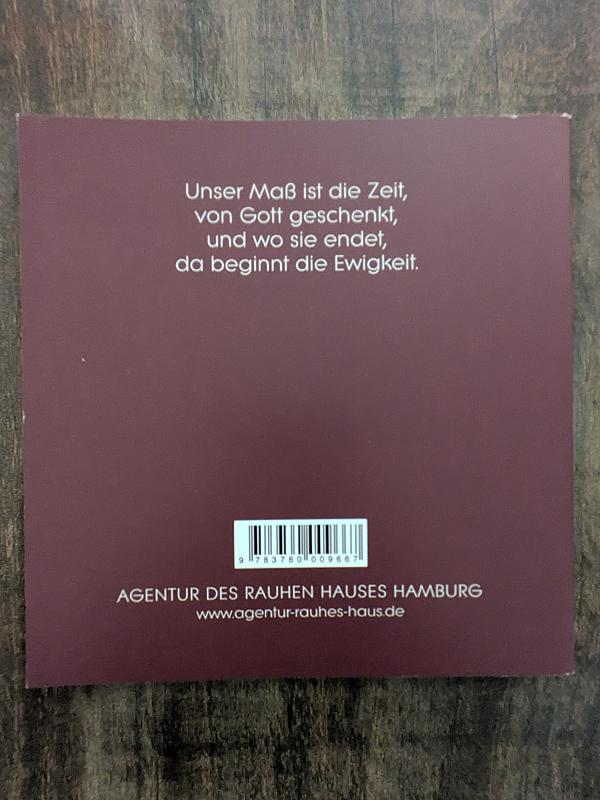 Unser Maß ist die Zeit,
von Gott geschenkt,
und wo sie endet,
da beginnt die Ewigkeit.
9 783760 009667
AGENTUR DES RAUHEN HAUSES HAMBURG
www.agentur-rauhes-haus.de